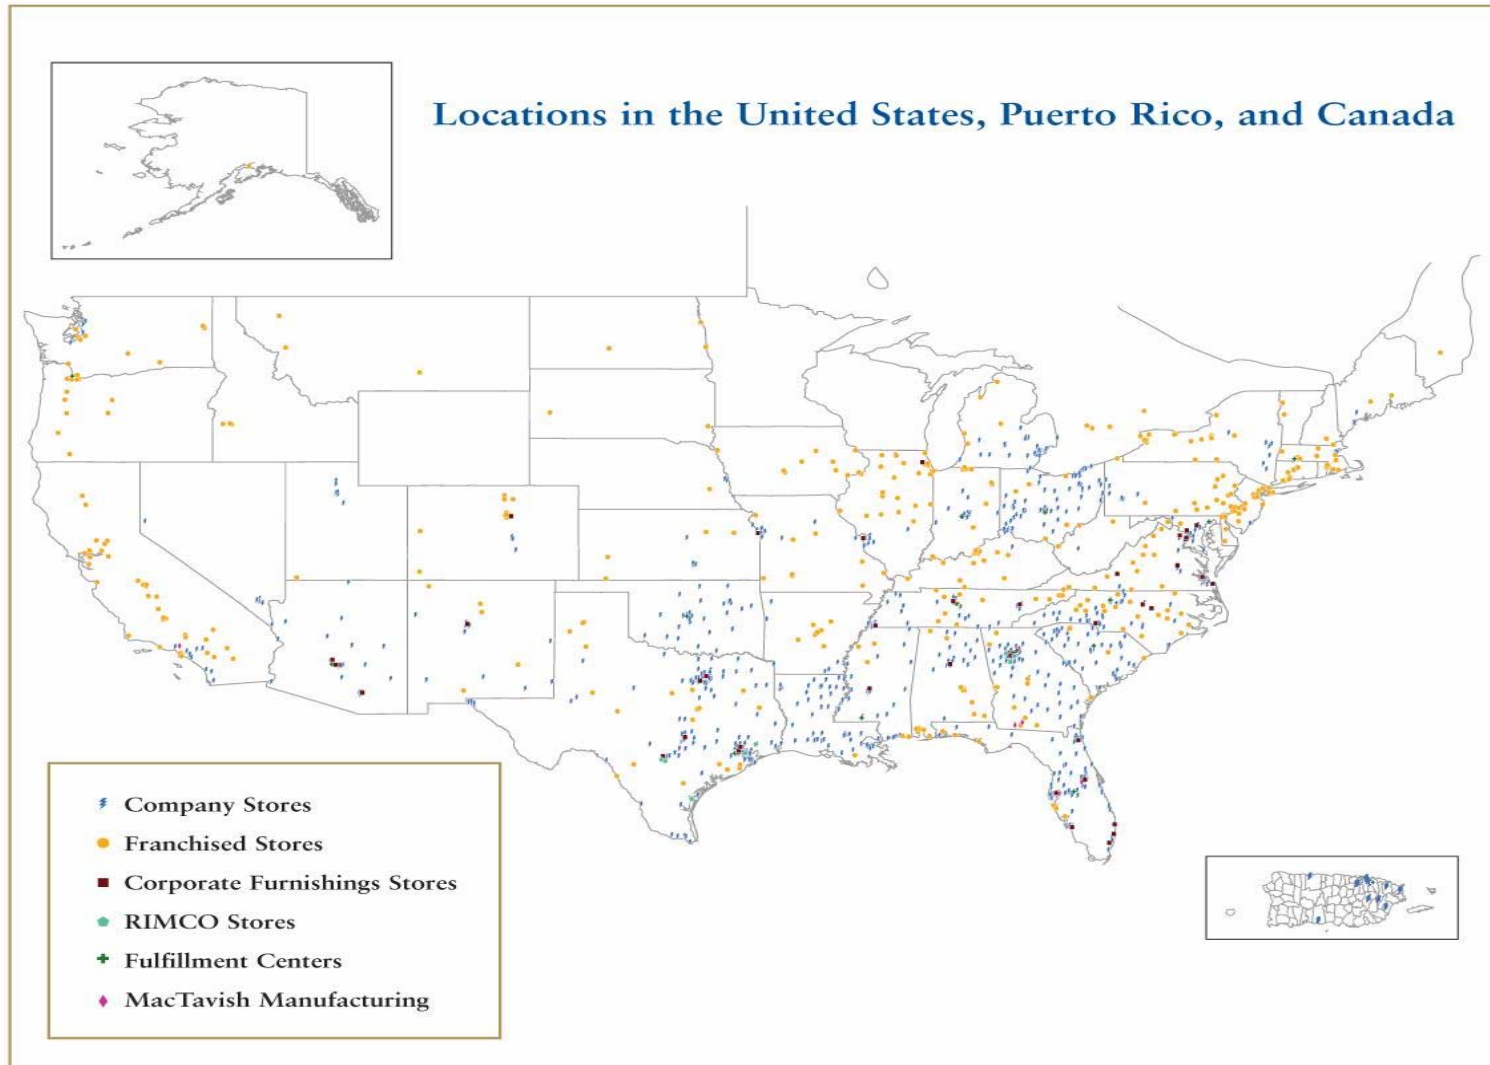 Locations in the United States, Puerto Rico, and Canada
Company Stores
Franchised Stores
Corporate Furnishings Stores
RIMCO Stores
Fulfillment Centers
MacTavish Manufacturing